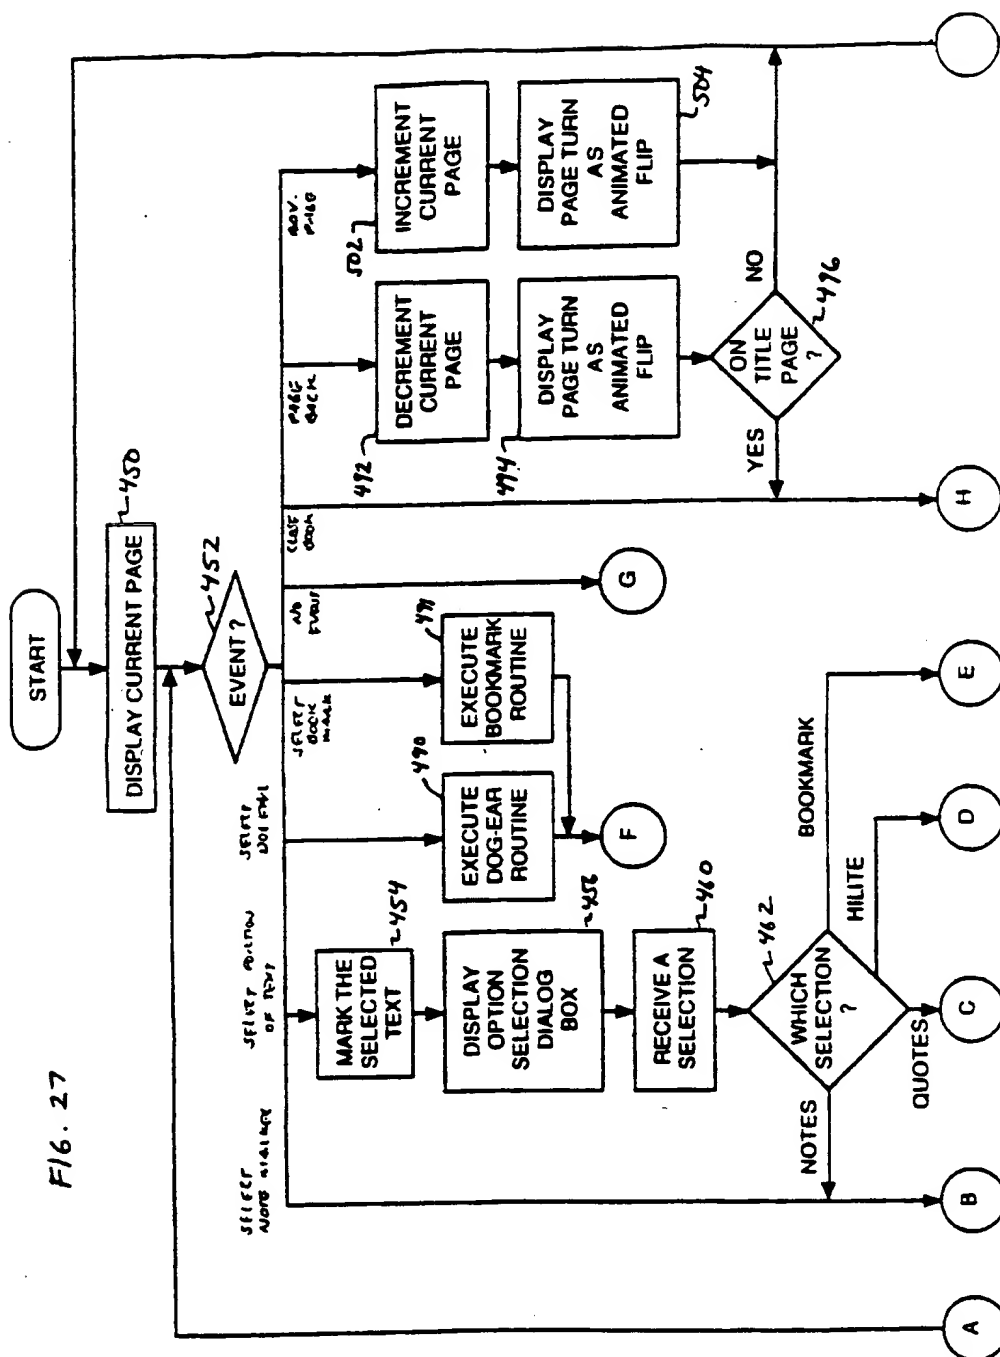 FIG. 27
START
DISPLAY CURRENT PAGE
450
EVENT?
452
SELECT
NOTE
SELECT PORTION
OF TEXT
SELECT
SELECT
BOOK
MARK
NO
EVENT
CLOSE
BOOK
PAGE
BACK
ADV.
PAGE
MARK THE
SELECTED
TEXT
454
DISPLAY
OPTION
SELECTION
DIALOG
BOX
RECEIVE A
SELECTION
460
WHICH
SELECTION
?
462
NOTES
QUOTES
HILITE
BOOKMARK
EXECUTE
DOG-EAR
ROUTINE
490
EXECUTE
BOOKMARK
ROUTINE
491
DECREMENT
CURRENT
PAGE
492
DISPLAY
PAGE TURN
AS
ANIMATED
FLIP
494
ON
TITLE
PAGE
?
496
YES
NO
INCREMENT
CURRENT
PAGE
502
DISPLAY
PAGE TURN
AS
ANIMATED
FLIP
504
A
B
C
D
E
F
G
H